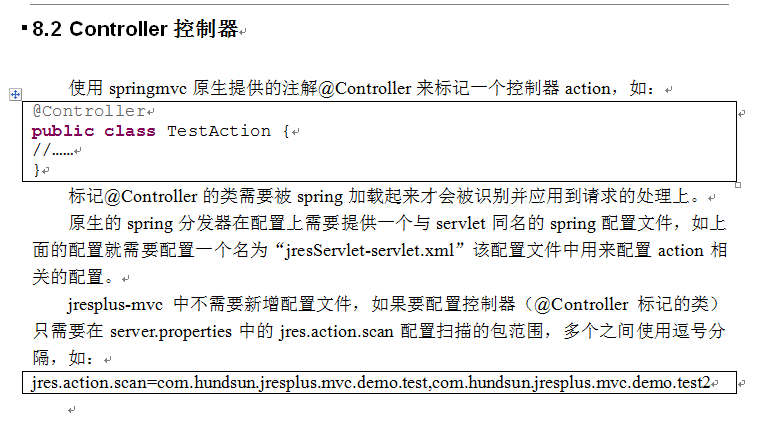 8.2 Controller 控制器
使用 springmvc 原生提供的注解@Controller 来标记一个控制器 action，如：
@Controller
public class TestAction {
//……
}
标记@Controller 的类需要被 spring 加载起来才会被识别并应用到请求的处理上。
原生的 spring 分发器在配置上需要提供一个与 servlet 同名的 spring 配置文件，如上
面的配置就需要配置一个名为“jresServlet-servlet.xml”该配置文件中用来配置 action 相
关的配置。
jresplus-mvc 中不需要新增配置文件，如果要配置控制器（@Controller 标记的类）
只需要在 server.properties 中的 jres.action.scan 配置扫描的包范围，多个之间使用逗号分
隔，如：
jres.action.scan=com.hundsun.jresplus.mvc.demo.test,com.hundsun.jresplus.mvc.demo.test2